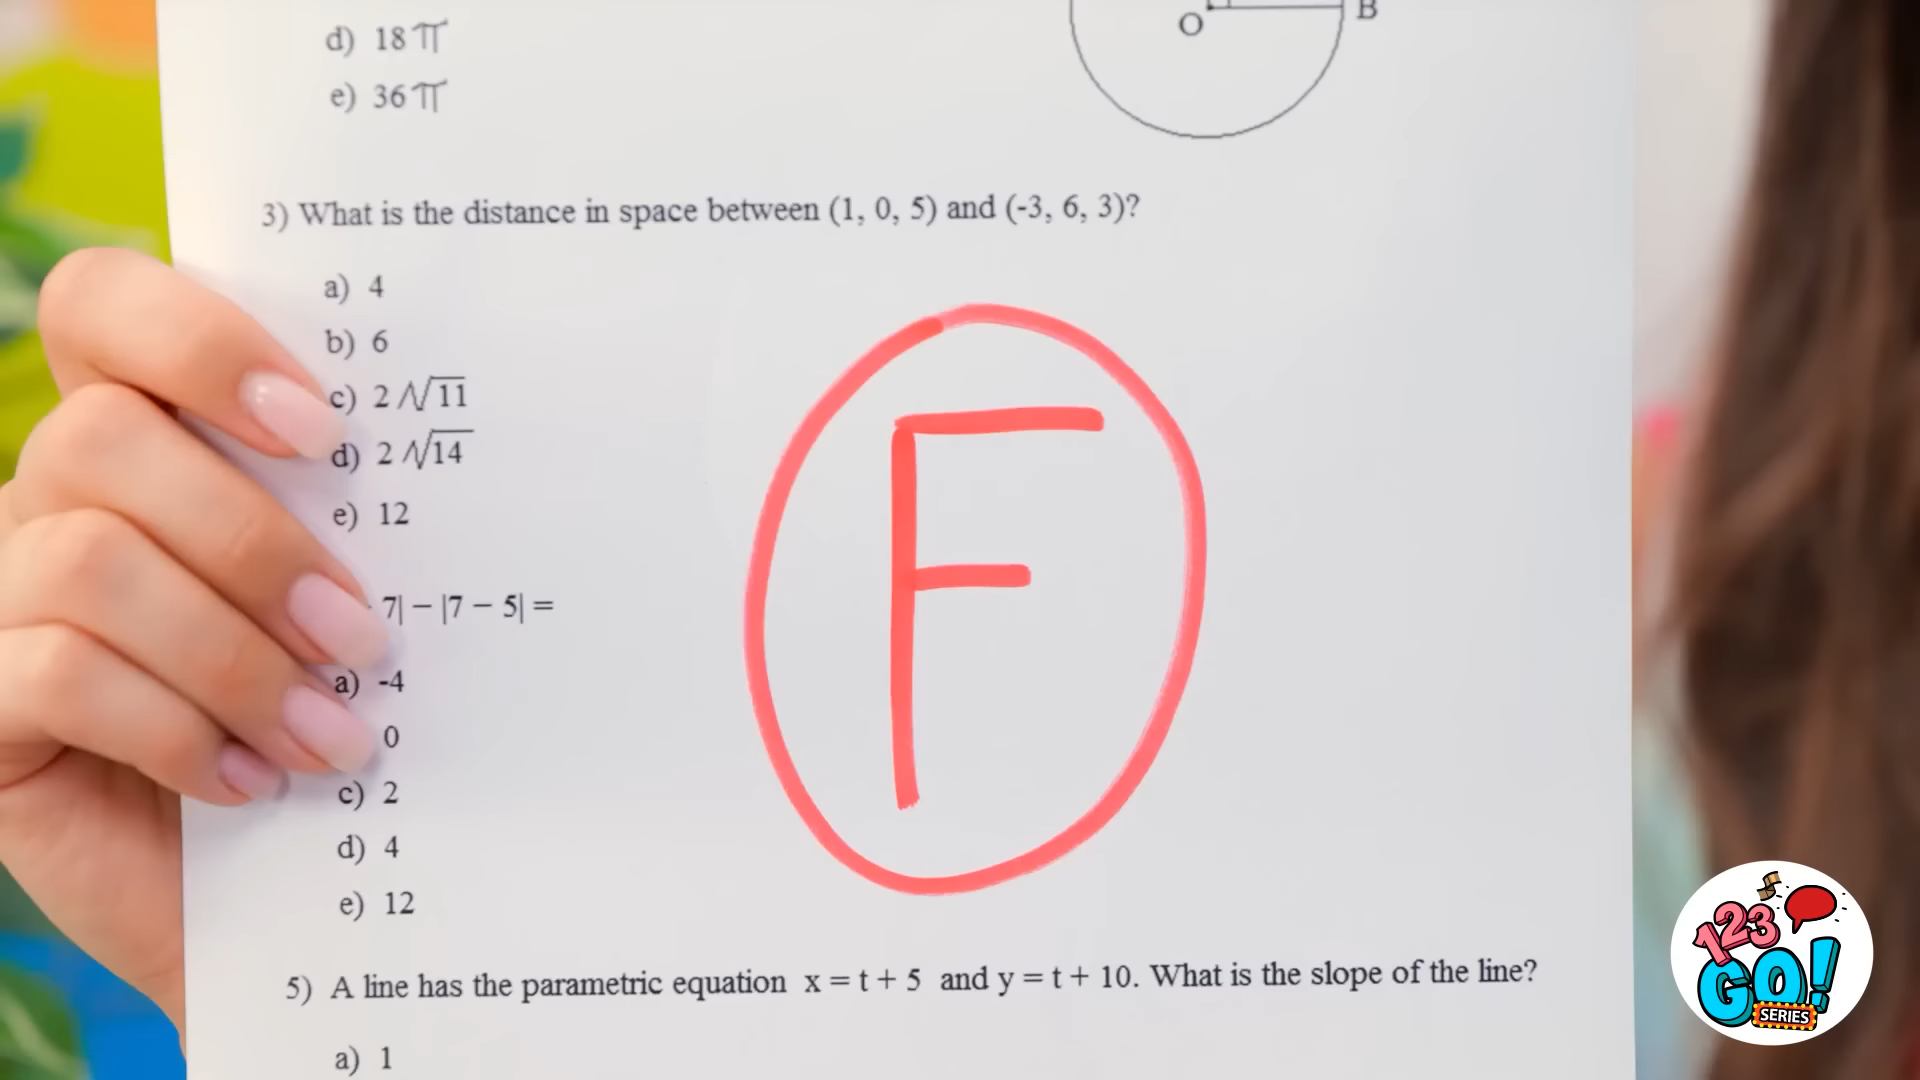 d) 18 π
e) 36 π
O
B
3) What is the distance in space between (1, 0, 5) and (-3, 6, 3)?
a) 4
b) 6
c) 2 √11
d) 2 √14
e) 12
7| – |7 – 5| =
a) -4
0
c) 2
d) 4
e) 12
F
5) A line has the parametric equation x = t + 5 and y = t + 10. What is the slope of the line?
a) 1
123
GO!
SERIES